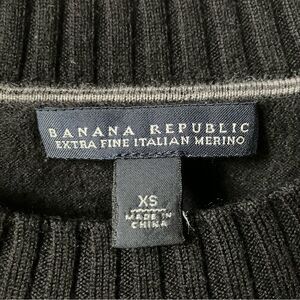 BANANA REPUBLIC
EXTRA FINE ITALIAN MERINO
XS
MADE IN
CHINA